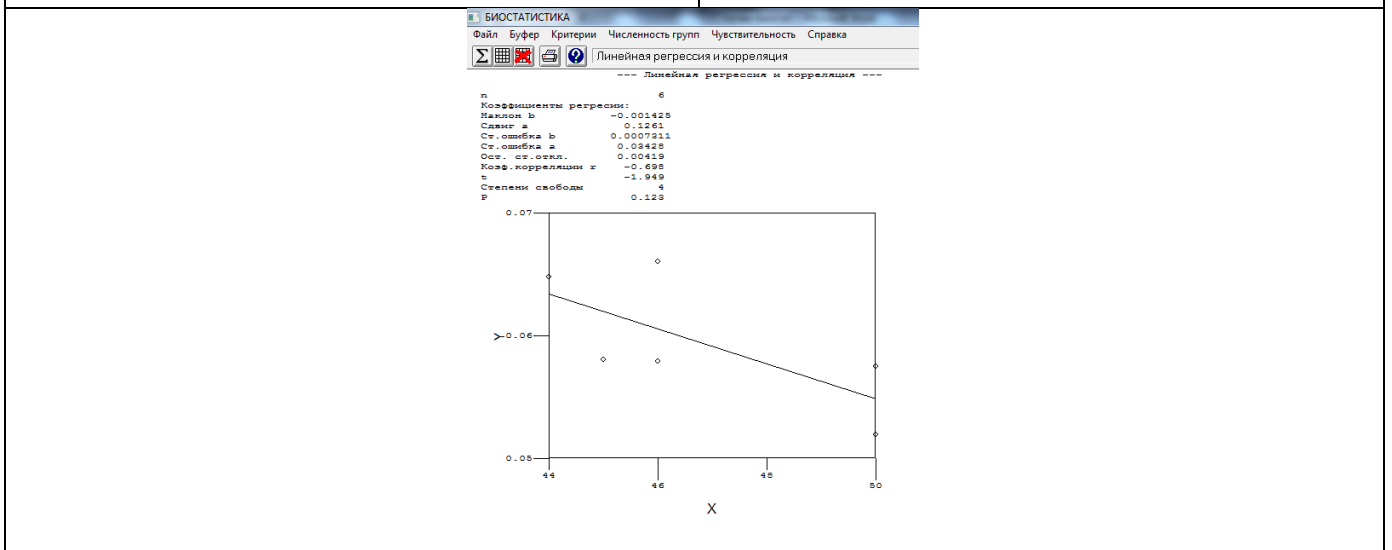 БИОСТАТИСТИКА
Файл Буфер Критерии Численность групп Чувствительность Справка
Линейная регрессия и корреляция
--- Линейная регрессия и корреляция ---
n 6
Коэффициенты регресии:
Наклон b -0.001425
Сдвиг a 0.1261
Ст.ошибка b 0.0007311
Ст.ошибка a 0.03428
Ост. ст.откл. 0.00419
Коэф.корреляции r -0.698
t -1.949
Степени свободы 4
P 0.123
0.07
Y 0.06
0.05
44 46 48 50
X